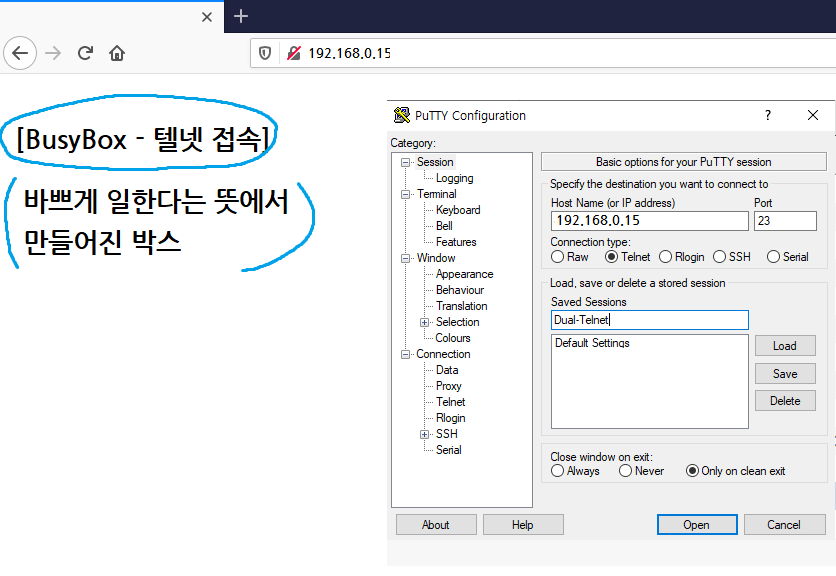 192.168.0.15
[BusyBox - 텔넷 접속]
바쁘게 일한다는 뜻에서
만들어진 박스
PuTTY Configuration
Category:
Session
Logging
Terminal
Keyboard
Bell
Features
Window
Appearance
Behaviour
Translation
Selection
Colours
Connection
Data
Proxy
Telnet
Rlogin
SSH
Serial
Basic options for your PuTTY session
Specify the destination you want to connect to
Host Name (or IP address) Port
192.168.0.15 23
Connection type:
Raw Telnet Rlogin SSH Serial
Load, save or delete a stored session
Saved Sessions
Dual-Telnet
Default Settings
Load
Save
Delete
Close window on exit:
Always Never Only on clean exit
About Help Open Cancel